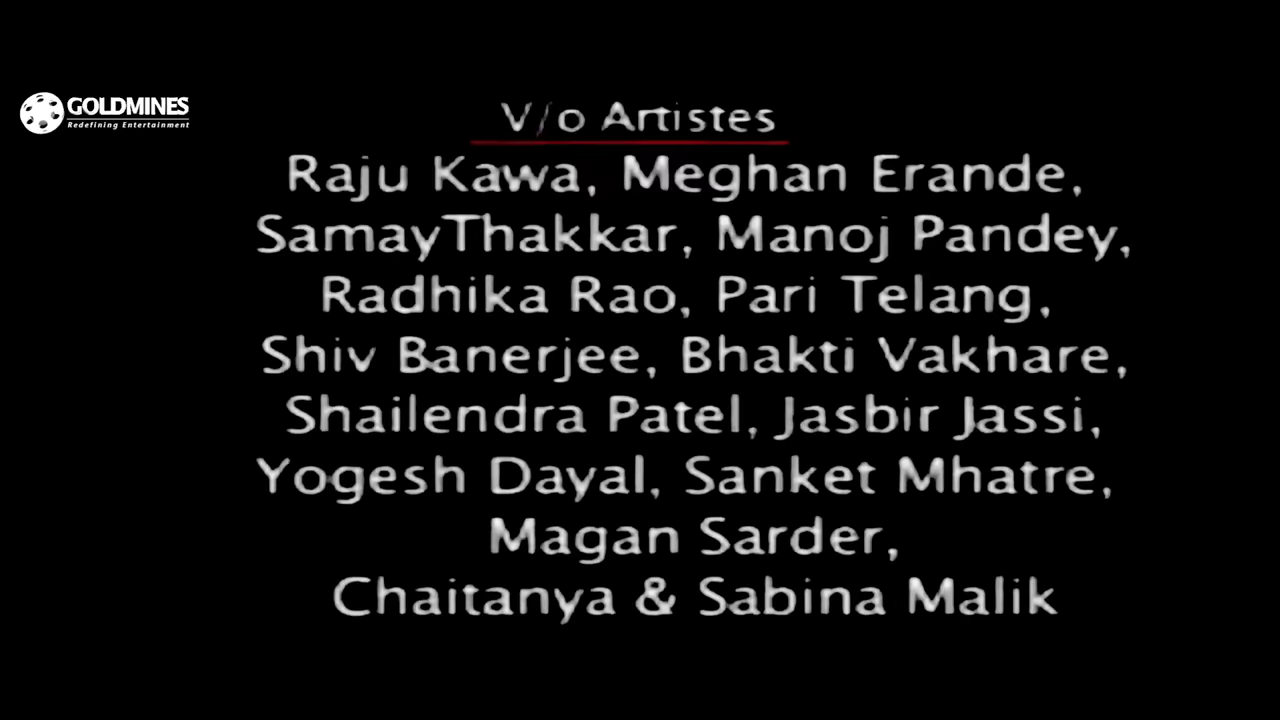 GOLDMINES
Redefining Entertainment
V/o Artistes
Raju Kawa, Meghan Erande,
SamayThakkar, Manoj Pandey,
Radhika Rao, Pari Telang,
Shiv Banerjee, Bhakti Vakhare,
Shailendra Patel, Jasbir Jassi,
Yogesh Dayal, Sanket Mhatre,
Magan Sarder,
Chaitanya & Sabina Malik